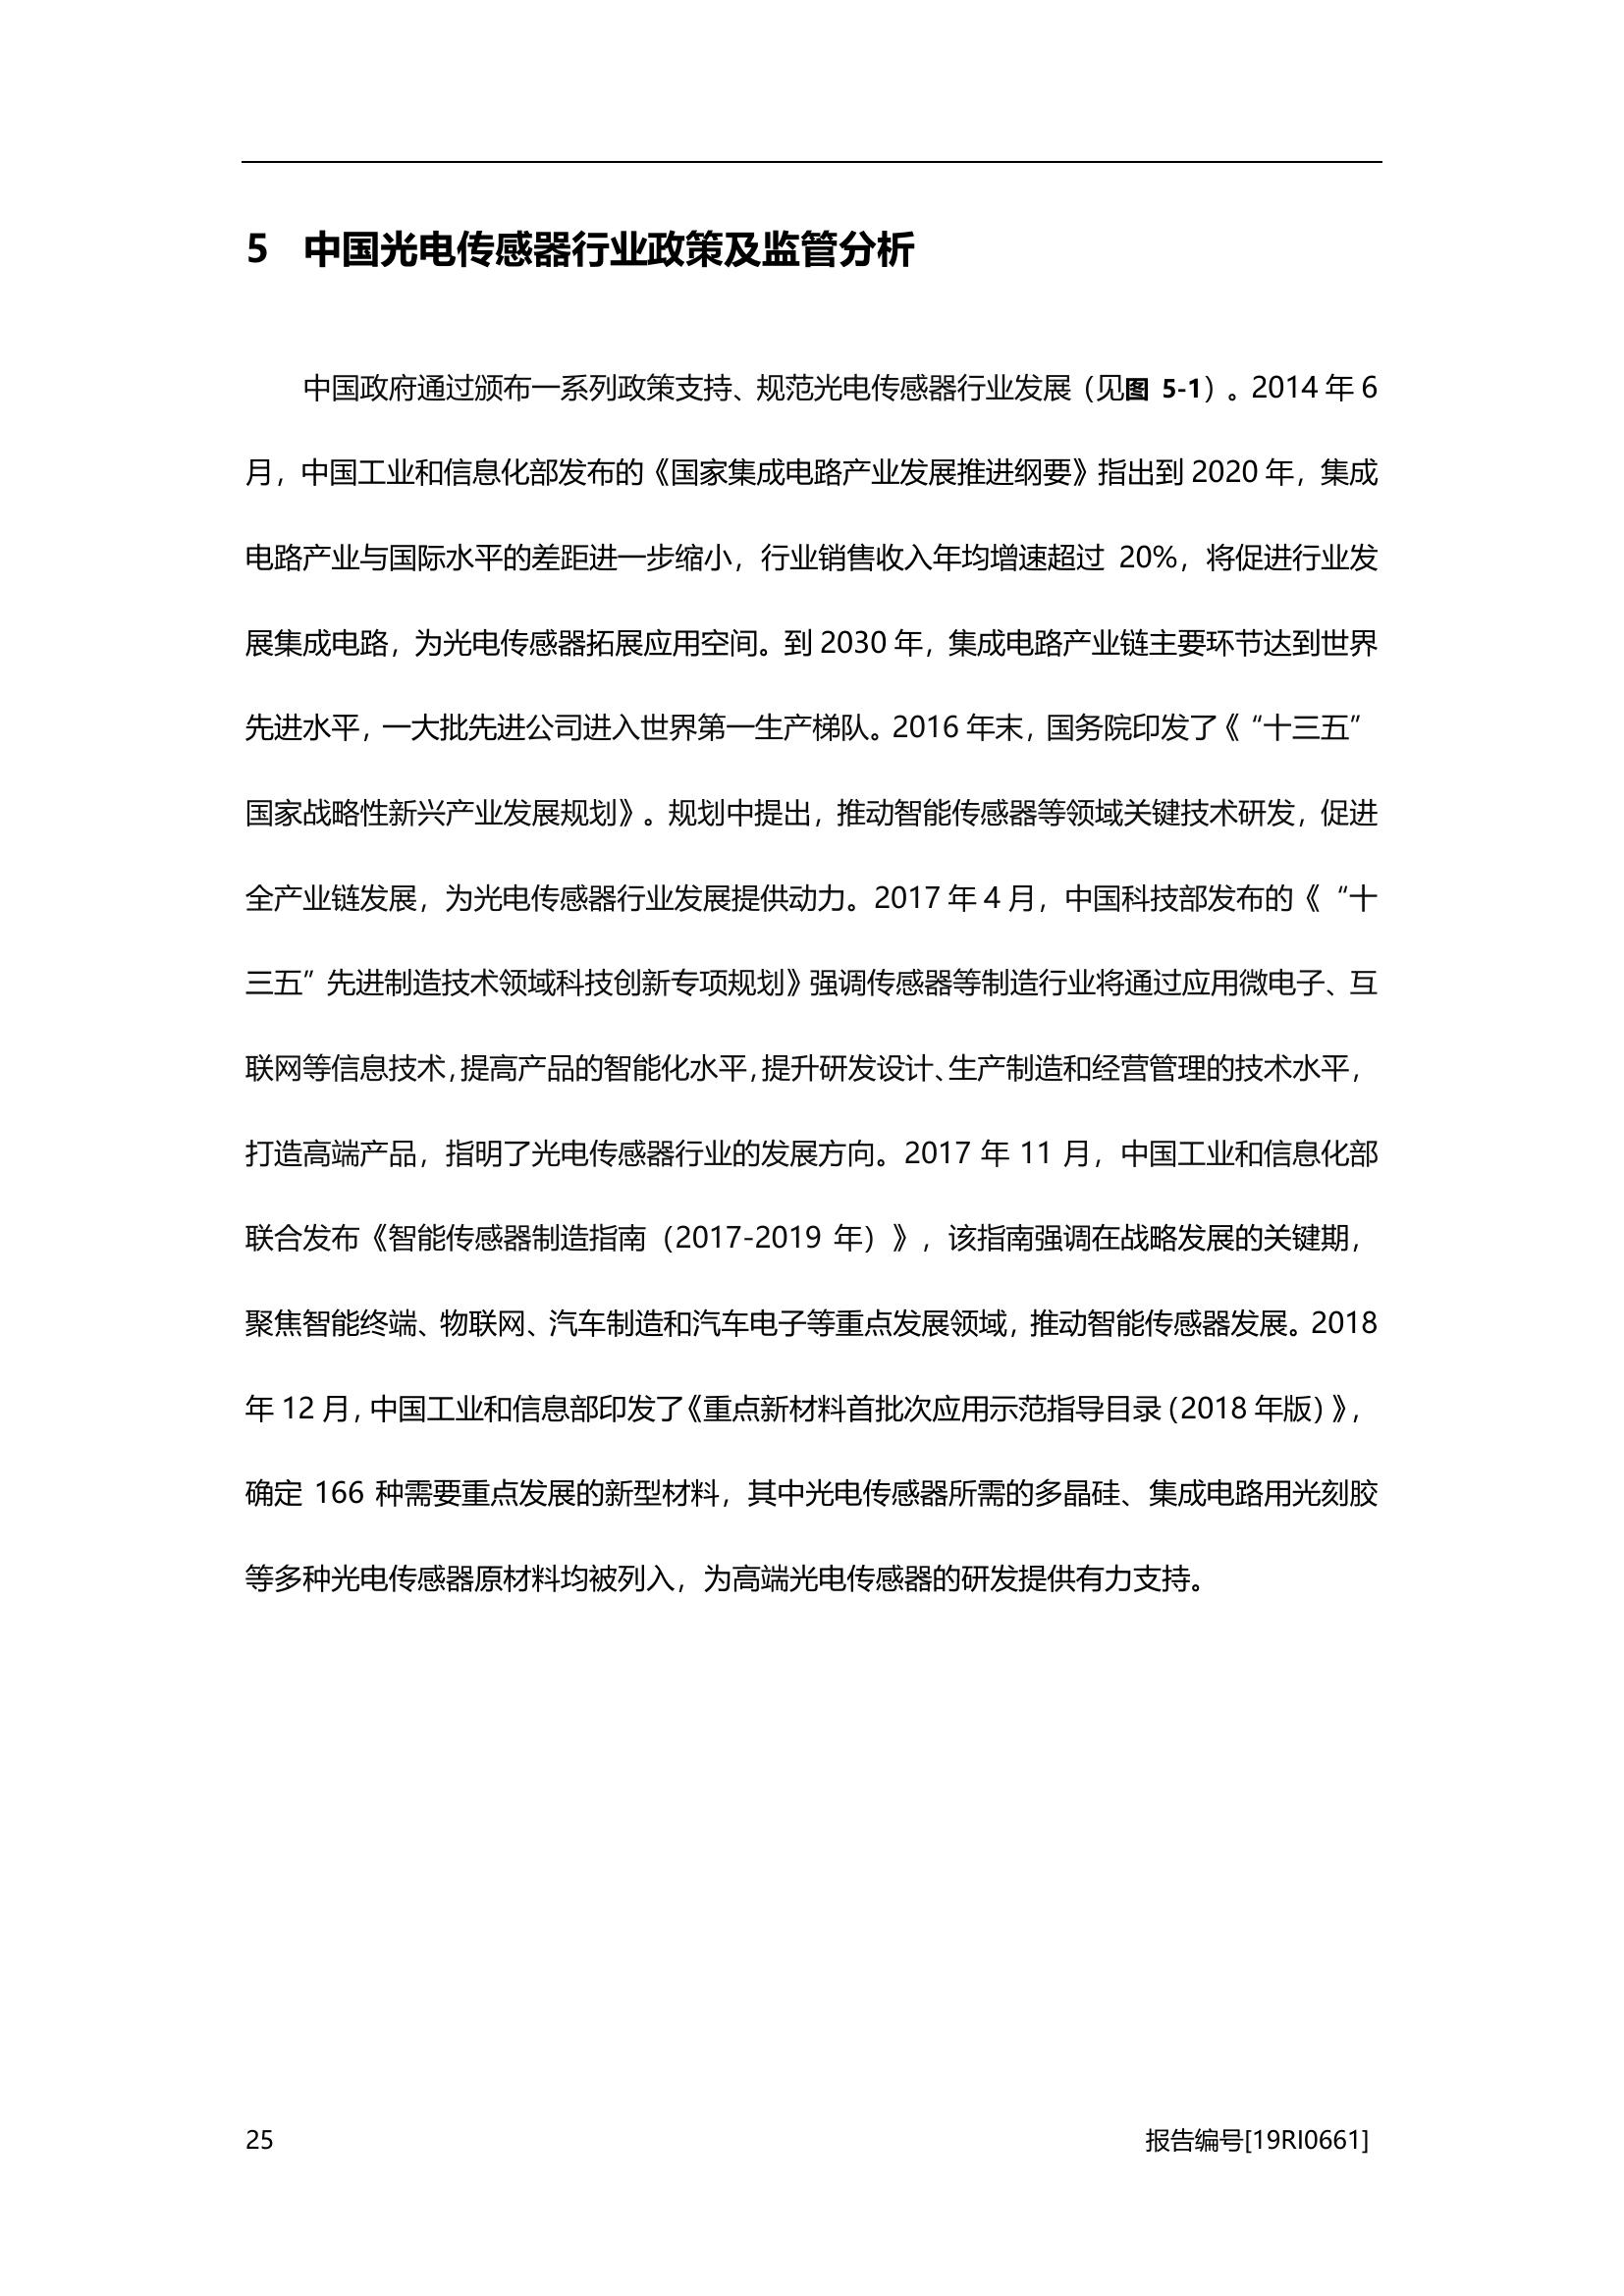 5 中国光电传感器行业政策及监管分析
中国政府通过颁布一系列政策支持、规范光电传感器行业发展（见图 5-1）。2014 年 6
月，中国工业和信息化部发布的《国家集成电路产业发展推进纲要》指出到 2020 年，集成
电路产业与国际水平的差距进一步缩小，行业销售收入年均增速超过 20%，将促进行业发
展集成电路，为光电传感器拓展应用空间。到 2030 年，集成电路产业链主要环节达到世界
先进水平，一大批先进公司进入世界第一生产梯队。2016 年末，国务院印发了《“十三五”
国家战略性新兴产业发展规划》。规划中提出，推动智能传感器等领域关键技术研发，促进
全产业链发展，为光电传感器行业发展提供动力。2017 年 4 月，中国科技部发布的《“十
三五”先进制造技术领域科技创新专项规划》强调传感器等制造行业将通过应用微电子、互
联网等信息技术，提高产品的智能化水平，提升研发设计、生产制造和经营管理的技术水平，
打造高端产品，指明了光电传感器行业的发展方向。2017 年 11 月，中国工业和信息化部
联合发布《智能传感器制造指南（2017-2019 年）》，该指南强调在战略发展的关键期，
聚焦智能终端、物联网、汽车制造和汽车电子等重点发展领域，推动智能传感器发展。2018
年 12 月，中国工业和信息部印发了《重点新材料首批次应用示范指导目录（2018 年版）》，
确定 166 种需要重点发展的新型材料，其中光电传感器所需的多晶硅、集成电路用光刻胶
等多种光电传感器原材料均被列入，为高端光电传感器的研发提供有力支持。
25 报告编号[19RI0661]